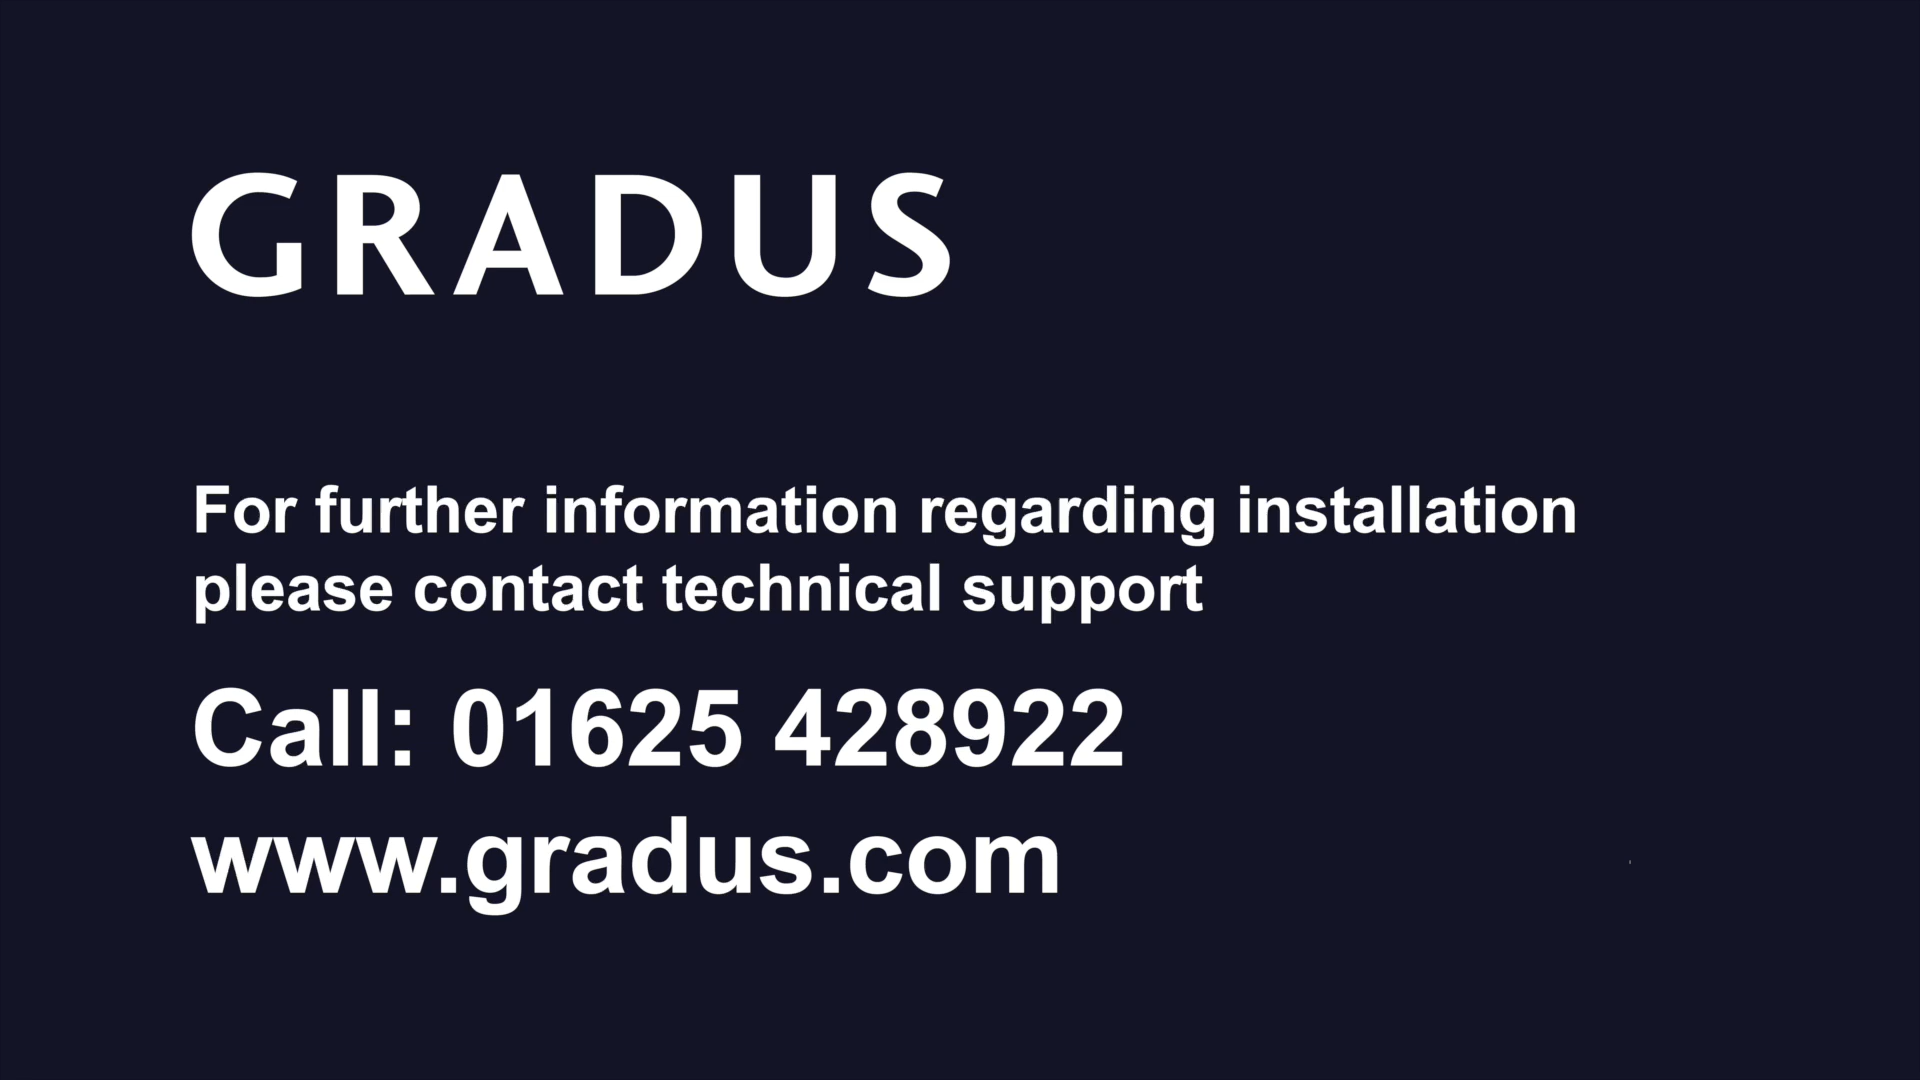 GRADUS
For further information regarding installation
please contact technical support
Call: 01625 428922
www.gradus.com